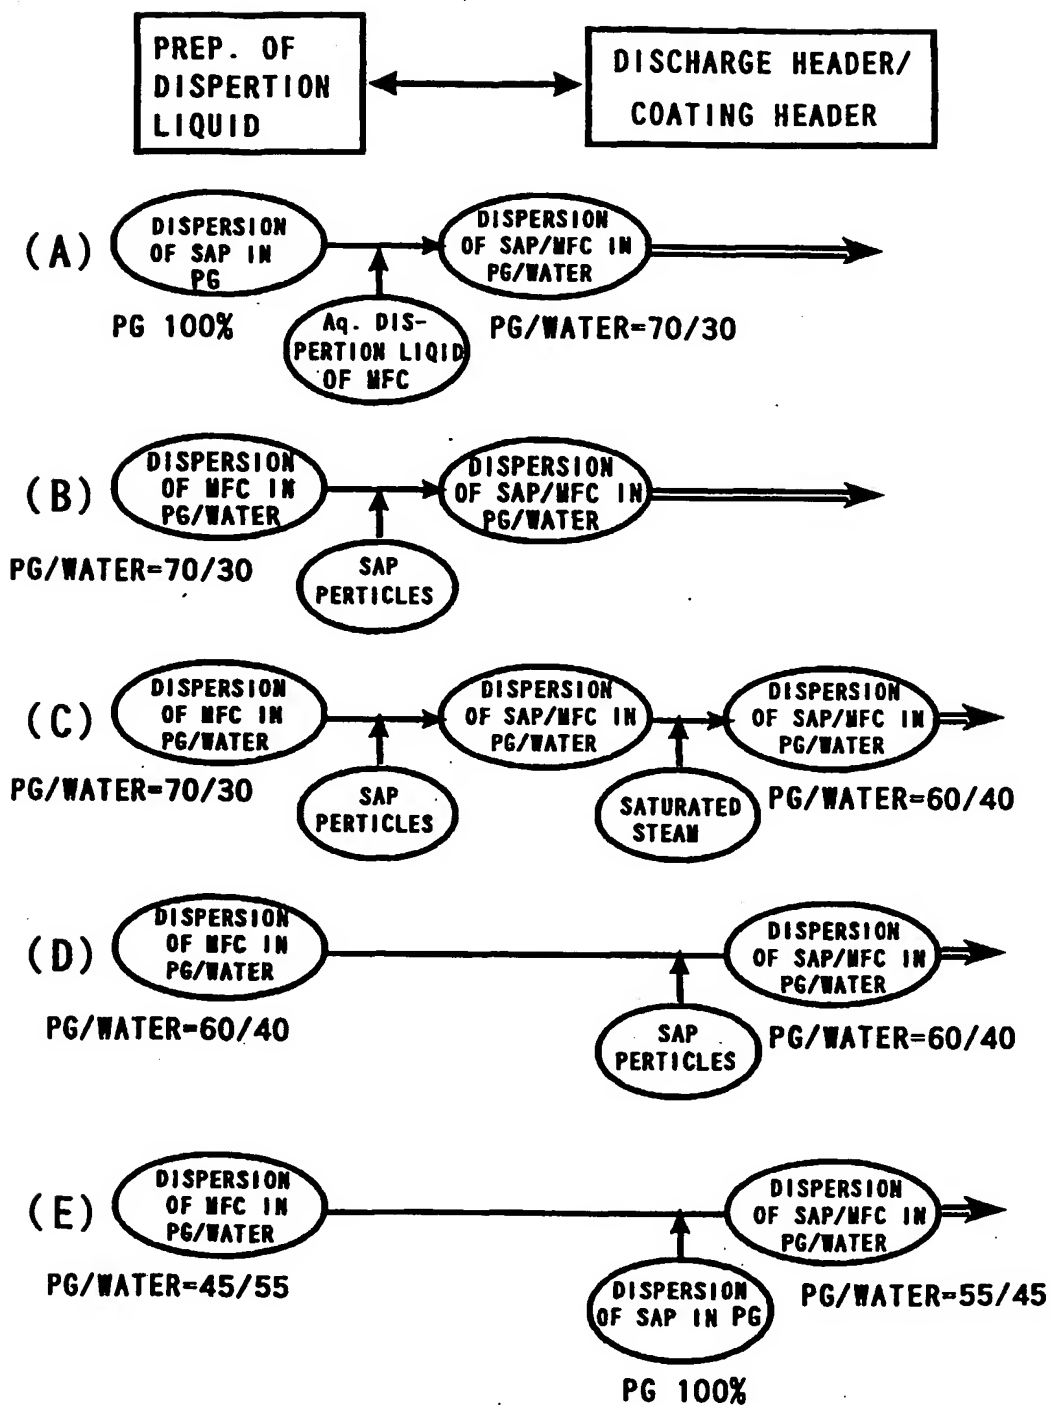 PREP. OF
DISPERTION
LIQUID
DISCHARGE HEADER/
COATING HEADER
(A)
DISPERSION
OF SAP IN
PG
DISPERSION
OF SAP/MFC IN
PG/WATER
PG 100%
Aq. DIS-
PERTION LIQID
OF MFC
PG/WATER=70/30
(B)
DISPERSION
OF MFC IN
PG/WATER
DISPERSION
OF SAP/MFC IN
PG/WATER
PG/WATER=70/30
SAP
PERTICLES
(C)
DISPERSION
OF MFC IN
PG/WATER
DISPERSION
OF SAP/MFC IN
PG/WATER
DISPERSION
OF SAP/MFC IN
PG/WATER
PG/WATER=70/30
SAP
PERTICLES
SATURATED
STEAM
PG/WATER=60/40
(D)
DISPERSION
OF MFC IN
PG/WATER
DISPERSION
OF SAP/MFC IN
PG/WATER
PG/WATER=60/40
SAP
PERTICLES
PG/WATER=60/40
(E)
DISPERSION
OF MFC IN
PG/WATER
DISPERSION
OF SAP/MFC IN
PG/WATER
PG/WATER=45/55
DISPERSION
OF SAP IN PG
PG/WATER=55/45
PG 100%